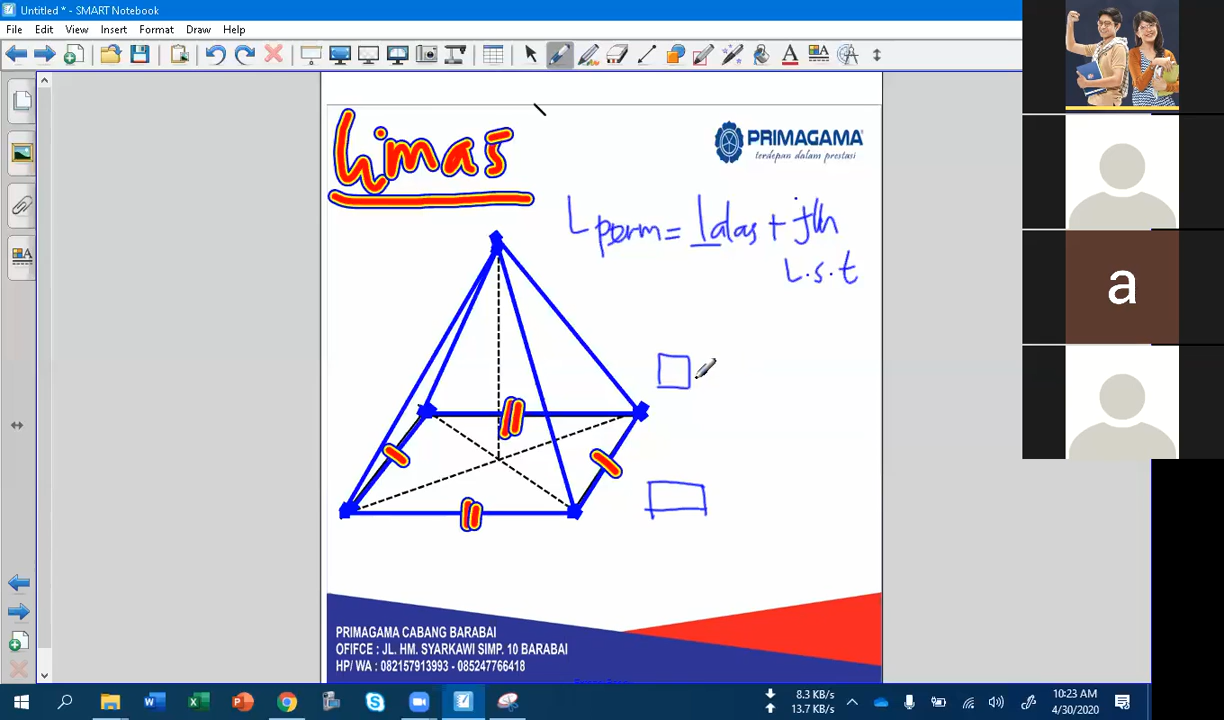 Untitled * - SMART Notebook
File Edit View Insert Format Draw Help
Limas
PRIMAGAMA
terdepan dalam prestasi
L perm = Lalas + jlh
L.s.t
a
PRIMAGAMA CABANG BARABAI
OFIFCE : JL. HM. SYARKAWI SIMP. 10 BARABAI
HP/ WA : 082157913993 - 085247766418
8.3 KB/s
13.7 KB/s
10:23 AM
4/30/2020